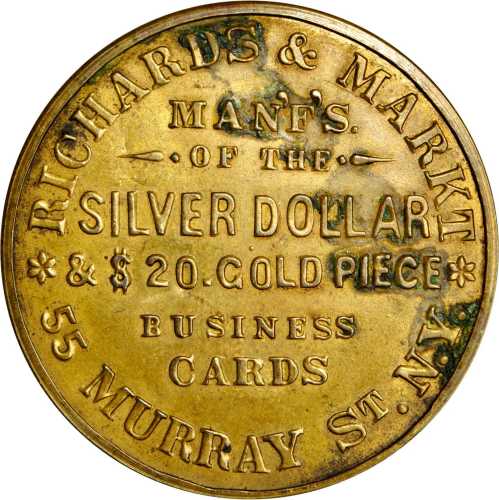 RICHARDS & MARKT
MANF'S.
OF THE
SILVER DOLLAR
& $20. GOLD PIECE
BUSINESS
CARDS
55 MURRAY ST. N.Y.